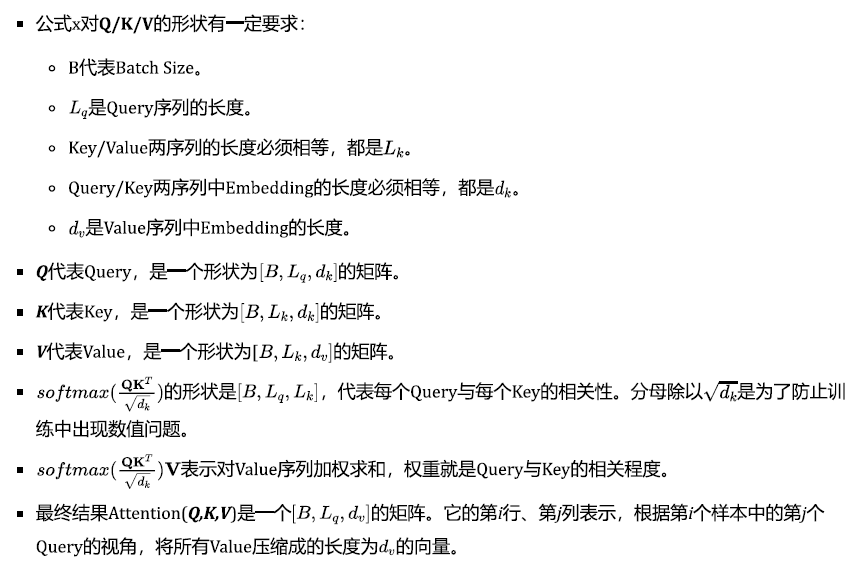 ▪ 公式x对Q/K/V的形状有一定要求：
∘ B代表Batch Size。
∘ $L_q$是Query序列的长度。
∘ Key/Value两序列的长度必须相等，都是$L_k$。
∘ Query/Key两序列中Embedding的长度必须相等，都是$d_k$。
∘ $d_v$是Value序列中Embedding的长度。
▪ Q代表Query，是一个形状为$[B, L_q, d_k]$的矩阵。
▪ K代表Key，是一个形状为$[B, L_k, d_k]$的矩阵。
▪ V代表Value，是一个形状为$[B, L_k, d_v]$的矩阵。
▪ $softmax(\frac{\mathbf{QK}^T}{\sqrt{d_k}})$的形状是$[B, L_q, L_k]$，代表每个Query与每个Key的相关性。分母除以$\sqrt{d_k}$是为了防止训
练中出现数值问题。
▪ $softmax(\frac{\mathbf{QK}^T}{\sqrt{d_k}})\mathbf{V}$表示对Value序列加权求和，权重就是Query与Key的相关程度。
▪ 最终结果Attention(Q,K,V)是一个$[B, L_q, d_v]$的矩阵。它的第i行、第j列表示，根据第i个样本中的第j个
Query的视角，将所有Value压缩成的长度为$d_v$的向量。